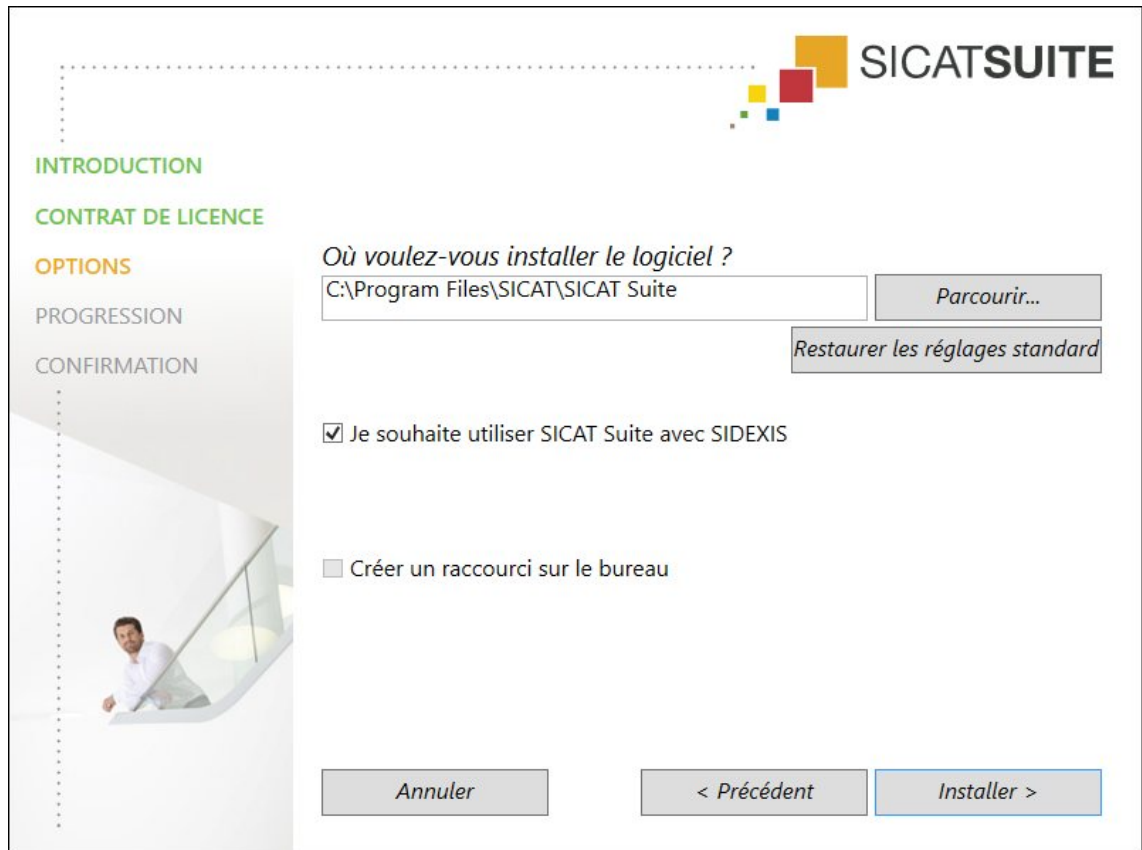 SICATSUITE
INTRODUCTION
CONTRAT DE LICENCE
OPTIONS
PROGRESSION
CONFIRMATION
Où voulez-vous installer le logiciel ?
C:\Program Files\SICAT\SICAT Suite
Parcourir...
Restaurer les réglages standard
Je souhaite utiliser SICAT Suite avec SIDEXIS
Créer un raccourci sur le bureau
Annuler
< Précédent
Installer >